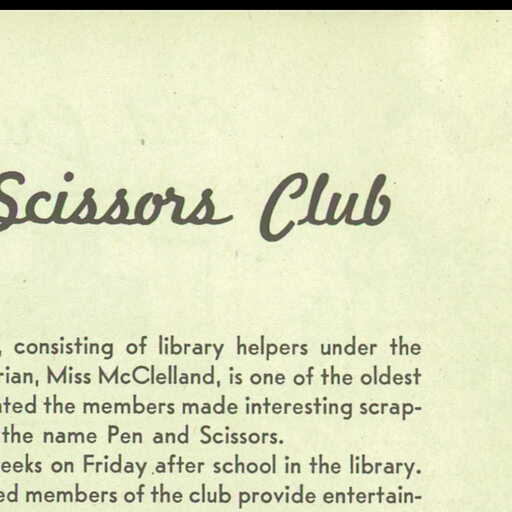 Scissors Club
, consisting of library helpers under the
rian, Miss McClelland, is one of the oldest
ated the members made interesting scrap-
the name Pen and Scissors.
eeks on Friday after school in the library.
ed members of the club provide entertain-